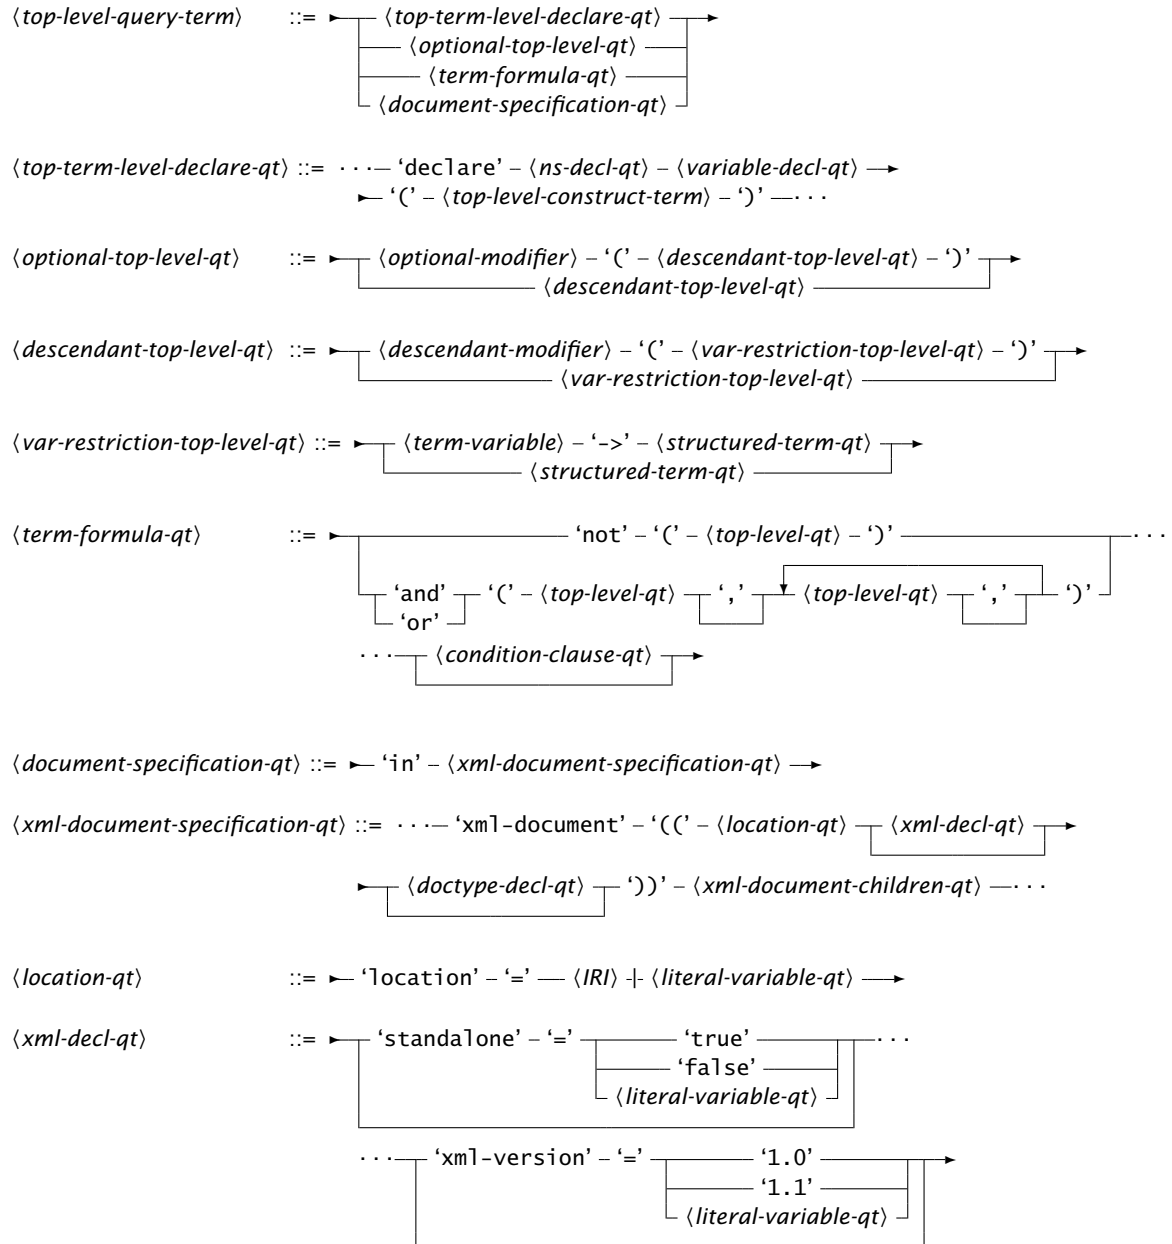 ⟨top-level-query-term⟩ ::= ⟨top-term-level-declare-qt⟩
⟨optional-top-level-qt⟩
⟨term-formula-qt⟩
⟨document-specification-qt⟩
⟨top-term-level-declare-qt⟩ ::= ··· ‘declare’ – ⟨ns-decl-qt⟩ – ⟨variable-decl-qt⟩
‘(’ – ⟨top-level-construct-term⟩ – ‘)’ ···
⟨optional-top-level-qt⟩ ::= ⟨optional-modifier⟩ – ‘(’ – ⟨descendant-top-level-qt⟩ – ‘)’
⟨descendant-top-level-qt⟩
⟨descendant-top-level-qt⟩ ::= ⟨descendant-modifier⟩ – ‘(’ – ⟨var-restriction-top-level-qt⟩ – ‘)’
⟨var-restriction-top-level-qt⟩
⟨var-restriction-top-level-qt⟩ ::= ⟨term-variable⟩ – ‘->’ – ⟨structured-term-qt⟩
⟨structured-term-qt⟩
⟨term-formula-qt⟩ ::= ‘not’ – ‘(’ – ⟨top-level-qt⟩ – ‘)’ ···
‘and’ ‘(’ – ⟨top-level-qt⟩ ‘,’ ⟨top-level-qt⟩ ‘,’ ‘)’
‘or’
··· ⟨condition-clause-qt⟩
⟨document-specification-qt⟩ ::= ‘in’ – ⟨xml-document-specification-qt⟩
⟨xml-document-specification-qt⟩ ::= ··· ‘xml-document’ – ‘((’ – ⟨location-qt⟩ ⟨xml-decl-qt⟩
⟨doctype-decl-qt⟩ ‘))’ – ⟨xml-document-children-qt⟩ ···
⟨location-qt⟩ ::= ‘location’ – ‘=’ — ⟨IRI⟩ | ⟨literal-variable-qt⟩
⟨xml-decl-qt⟩ ::= ‘standalone’ – ‘=’ ‘true’ ···
‘false’
⟨literal-variable-qt⟩
··· ‘xml-version’ – ‘=’ ‘1.0’
‘1.1’
⟨literal-variable-qt⟩